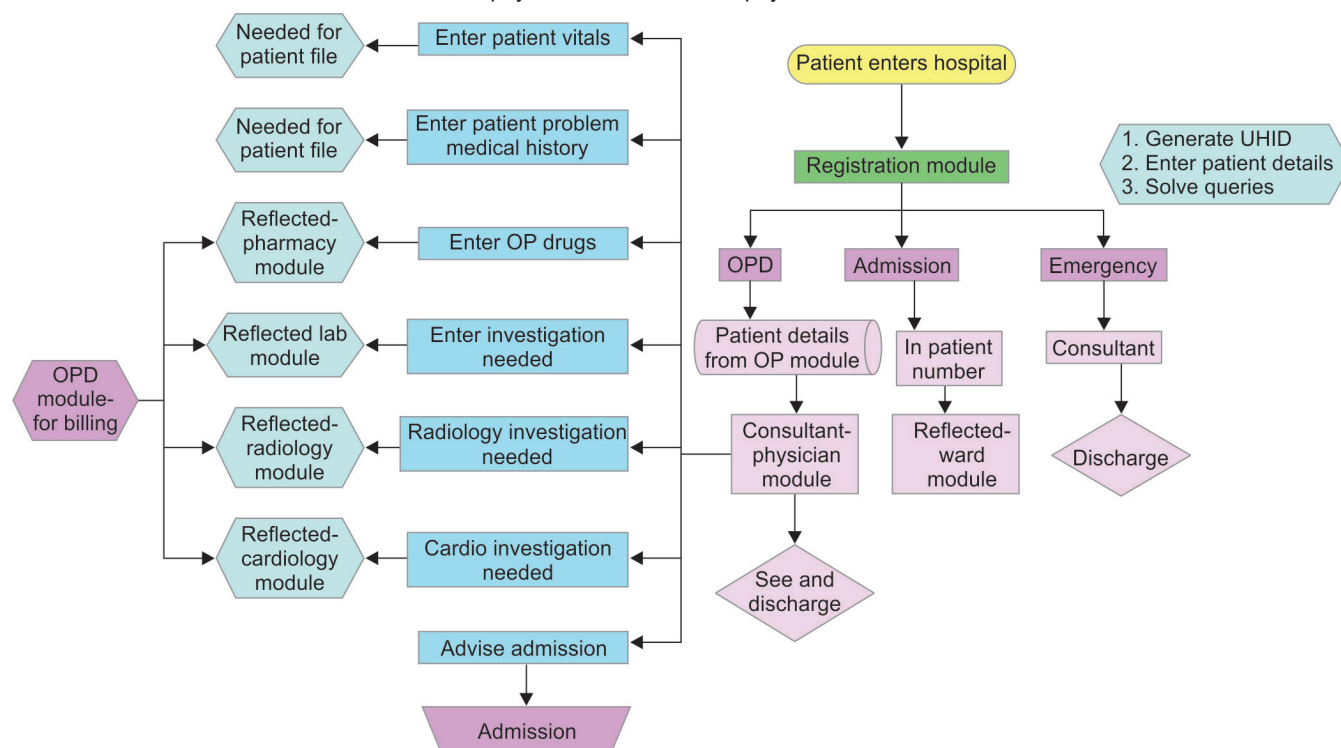 Needed for
patient file
Enter patient vitals
Patient enters hospital
Needed for
patient file
Enter patient problem
medical history
Registration module
1. Generate UHID
2. Enter patient details
3. Solve queries
Reflected-
pharmacy
module
Enter OP drugs
OPD
Admission
Emergency
Reflected lab
module
Enter investigation
needed
Patient details
from OP module
In patient
number
Consultant
OPD
module-
for billing
Reflected-
radiology
module
Radiology investigation
needed
Consultant-
physician
module
Reflected-
ward
module
Discharge
Reflected-
cardiology
module
Cardio investigation
needed
See and
discharge
Advise admission
Admission